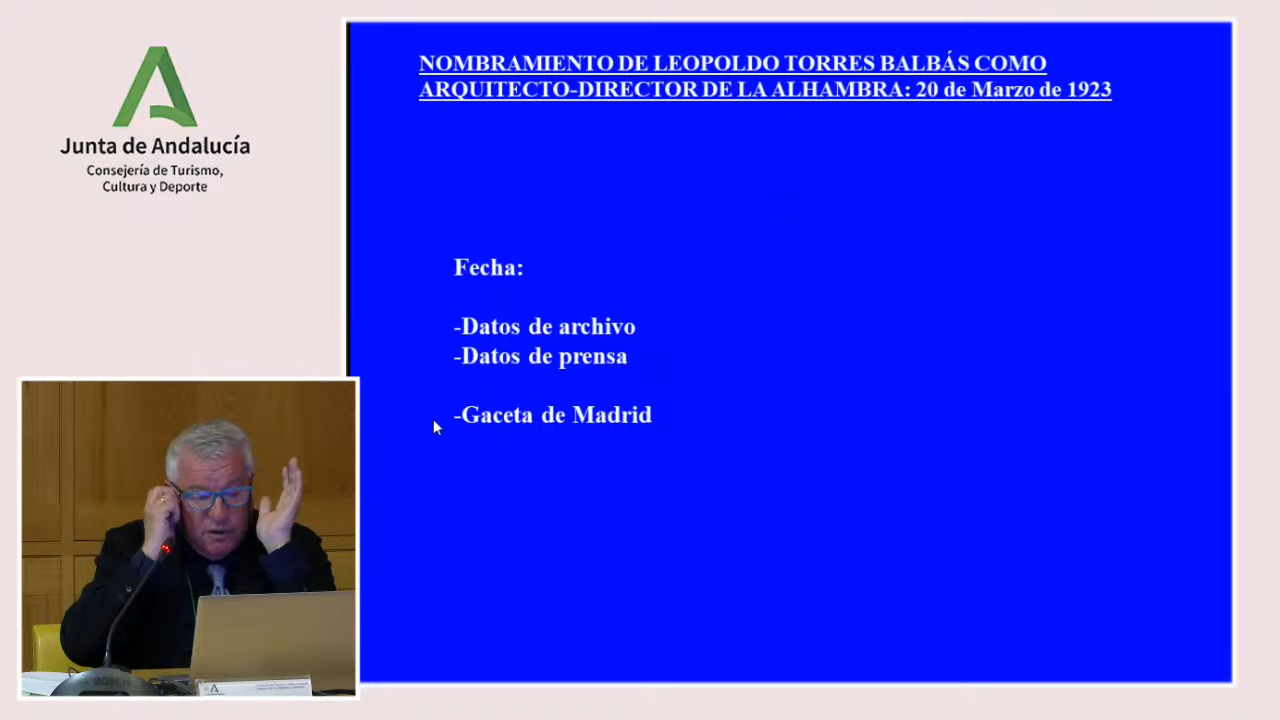 Junta de Andalucía
Consejería de Turismo,
Cultura y Deporte
NOMBRAMIENTO DE LEOPOLDO TORRES BALBÁS COMO
ARQUITECTO-DIRECTOR DE LA ALHAMBRA: 20 de Marzo de 1923
Fecha:
-Datos de archivo
-Datos de prensa
-Gaceta de Madrid
BOSCH